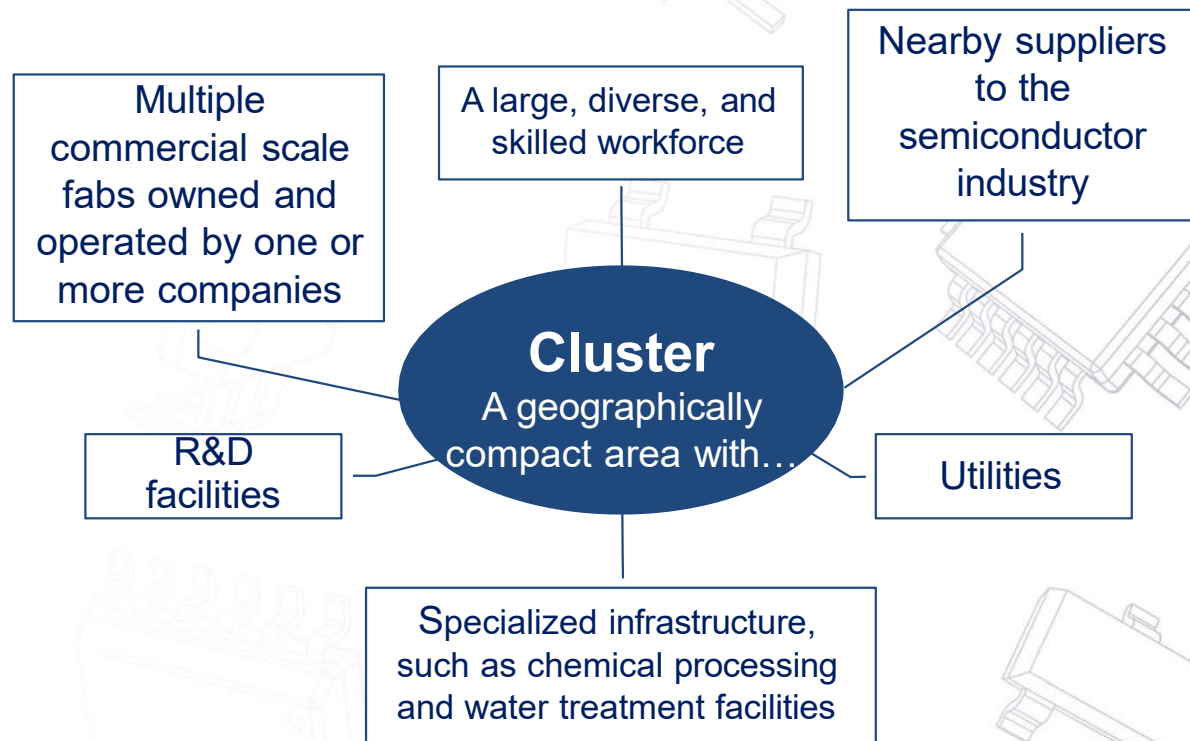 Multiple
commercial scale
fabs owned and
operated by one or
more companies
A large, diverse, and
skilled workforce
Nearby suppliers
to the
semiconductor
industry
Cluster
A geographically
compact area with…
R&D
facilities
Utilities
Specialized infrastructure,
such as chemical processing
and water treatment facilities